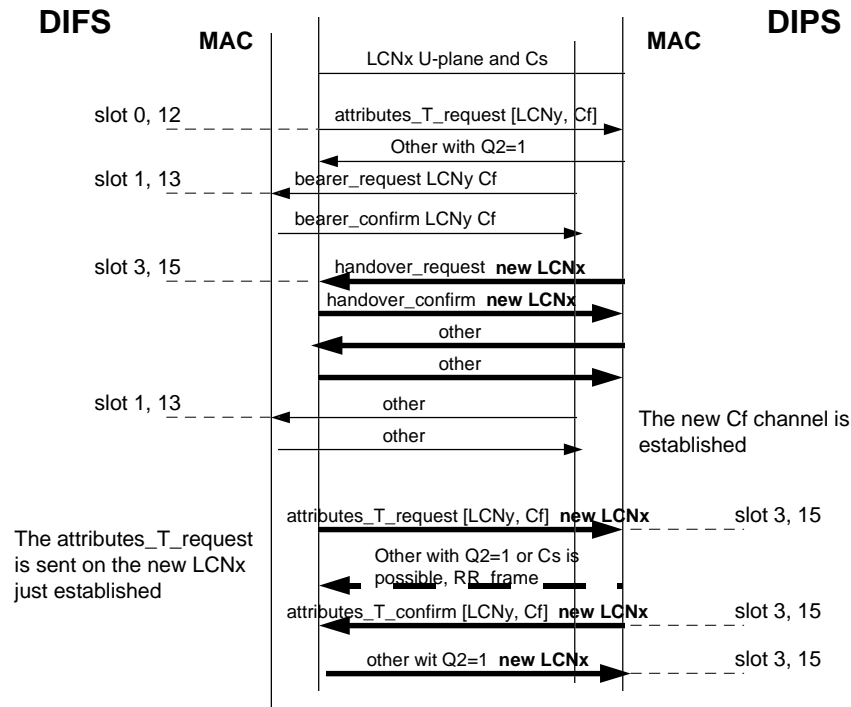 DIFS
DIPS
MAC
MAC
LCNx U-plane and Cs
slot 0, 12
attributes_T_request [LCNy, Cf]
Other with Q2=1
slot 1, 13
bearer_request LCNy Cf
bearer_confirm LCNy Cf
slot 3, 15
handover_request new LCNx
handover_confirm new LCNx
other
other
slot 1, 13
other
The new Cf channel is
established
other
attributes_T_request [LCNy, Cf] new LCNx
slot 3, 15
The attributes_T_request
is sent on the new LCNx
just established
Other with Q2=1 or Cs is
possible, RR_frame
attributes_T_confirm [LCNy, Cf] new LCNx
slot 3, 15
other wit Q2=1 new LCNx
slot 3, 15